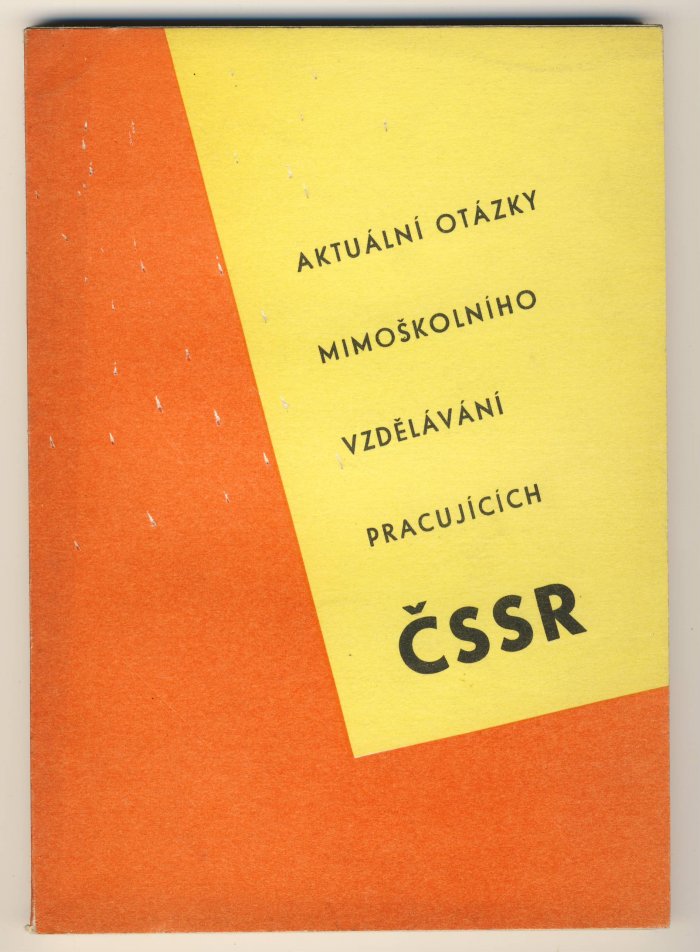 AKTUÁLNÍ OTÁZKY
MIMOŠKOLNÍHO
VZDĚLÁVÁNÍ
PRACUJÍCÍCH
ČSSR